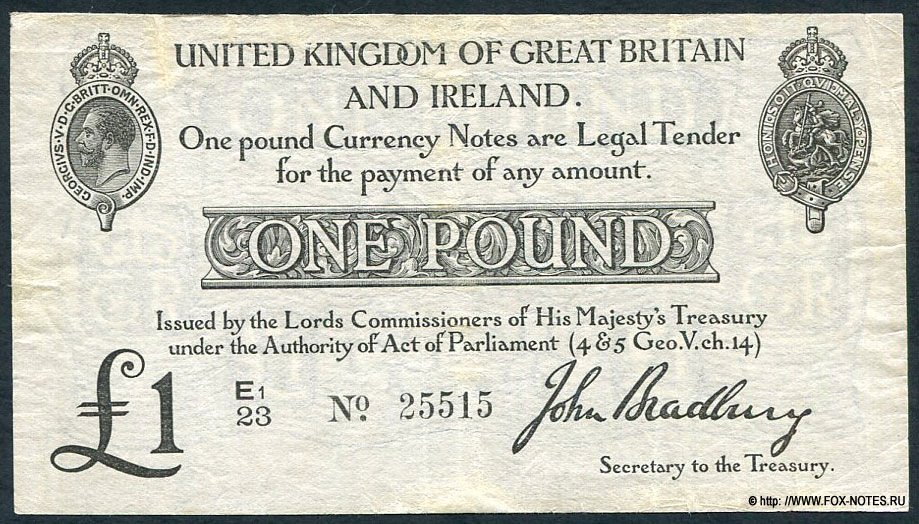 UNITED KINGDOM OF GREAT BRITAIN
AND IRELAND.
One pound Currency Notes are Legal Tender
for the payment of any amount.
GEORGIVS·V·D·G·BRITT·OMN·REX·F·D·IND·IMP·
HONI·SOIT·QVI·MAL·Y·PENSE
ONE POUND
Issued by the Lords Commissioners of His Majesty's Treasury
under the Authority of Act of Parliament (4 & 5 Geo.V.ch.14)
£1
E1
23
No 25515
John Bradbury
Secretary to the Treasury.
© http: //WWW.FOX-NOTES.RU